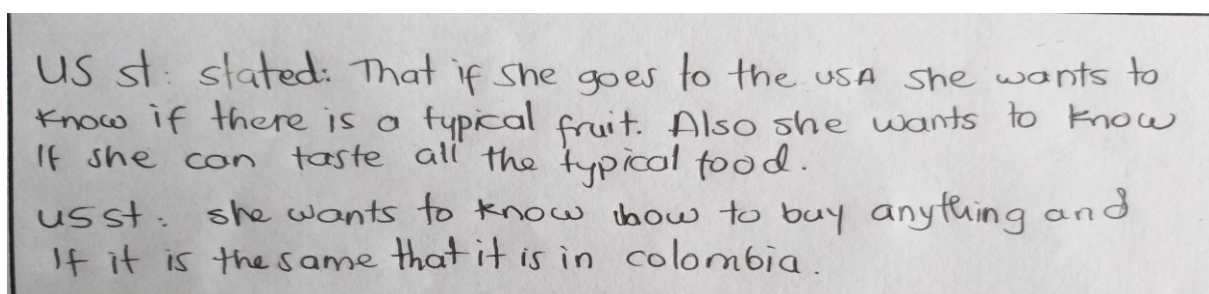 US st: stated: That if she goes to the USA she wants to
know if there is a typical fruit. Also she wants to know
If she can taste all the typical food.
US st: she wants to know how to buy anything and
If it is the same that it is in colombia.